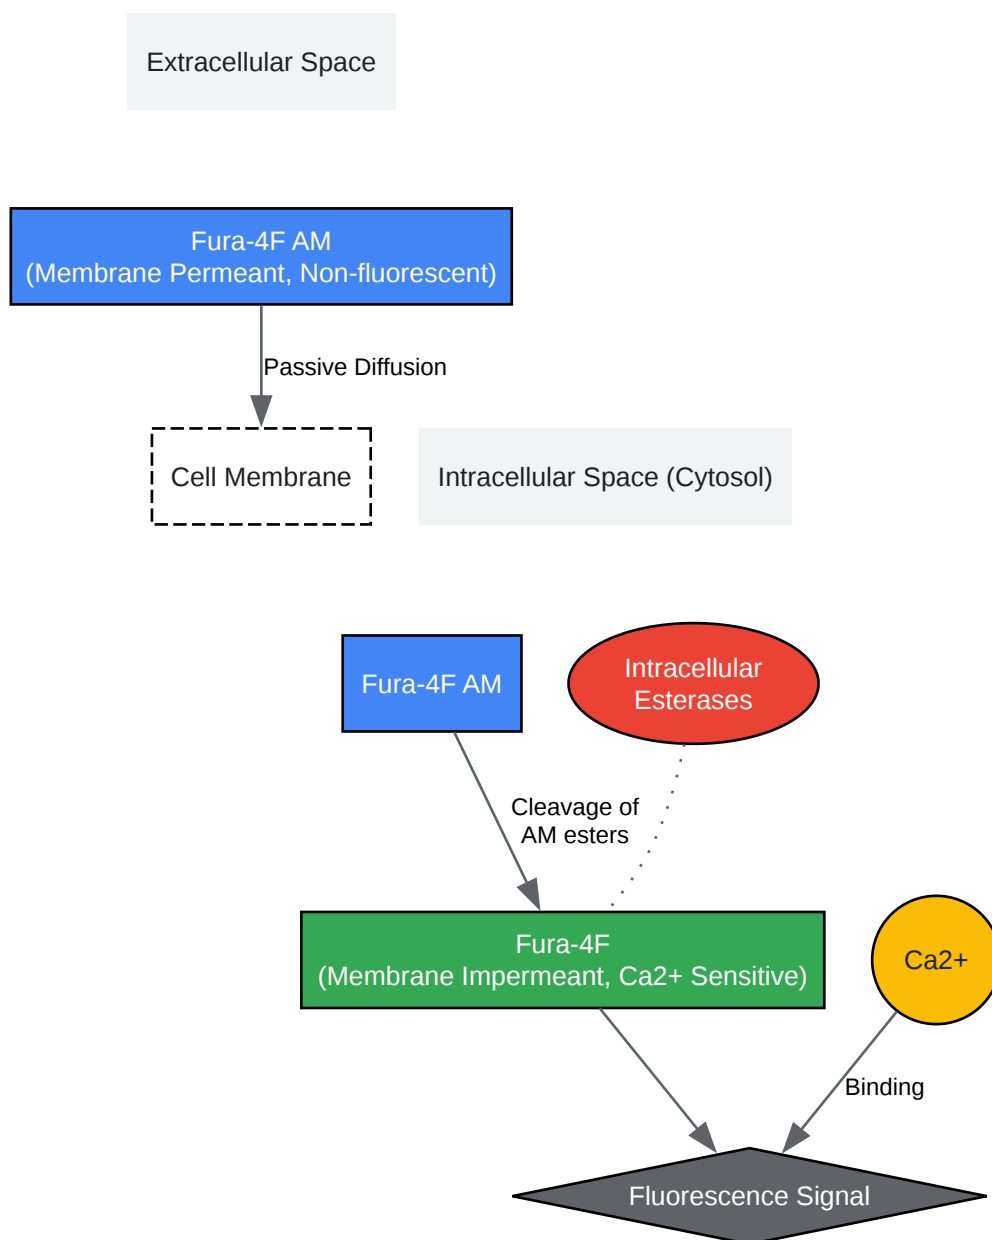 Extracellular Space
Fura-4F AM
(Membrane Permeant, Non-fluorescent)
Passive Diffusion
Cell Membrane
Intracellular Space (Cytosol)
Fura-4F AM
Intracellular
Esterases
Cleavage of
AM esters
Fura-4F
(Membrane Impermeant, Ca2+ Sensitive)
Ca2+
Binding
Fluorescence Signal